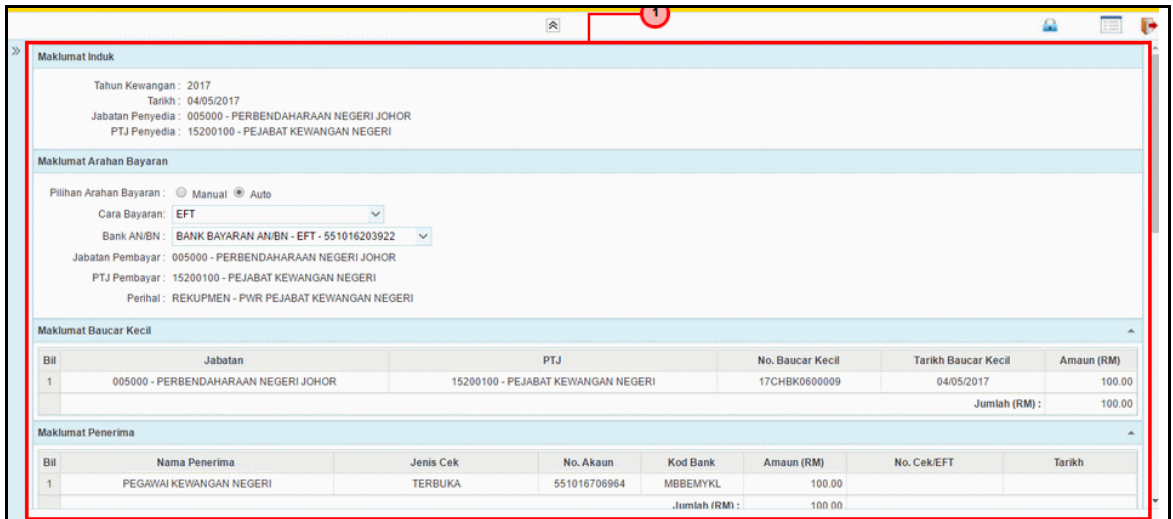 1
Maklumat Induk
Tahun Kewangan : 2017
Tarikh : 04/05/2017
Jabatan Penyedia : 005000 - PERBENDAHARAAN NEGERI JOHOR
PTJ Penyedia : 15200100 - PEJABAT KEWANGAN NEGERI
Maklumat Arahan Bayaran
Pilihan Arahan Bayaran : Manual Auto
Cara Bayaran: EFT
Bank AN/BN : BANK BAYARAN AN/BN - EFT - 551016203922
Jabatan Pembayar : 005000 - PERBENDAHARAAN NEGERI JOHOR
PTJ Pembayar : 15200100 - PEJABAT KEWANGAN NEGERI
Perihal : REKUPMEN - PWR PEJABAT KEWANGAN NEGERI
Maklumat Baucar Kecil
Bil Jabatan PTJ No. Baucar Kecil Tarikh Baucar Kecil Amaun (RM)
1 005000 - PERBENDAHARAAN NEGERI JOHOR 15200100 - PEJABAT KEWANGAN NEGERI 17CHBK0600009 04/05/2017 100.00
Jumlah (RM) : 100.00
Maklumat Penerima
Bil Nama Penerima Jenis Cek No. Akaun Kod Bank Amaun (RM) No. Cek/EFT Tarikh
1 PEGAWAI KEWANGAN NEGERI TERBUKA 551016706964 MBBEMYKL 100.00
Jumlah (RM) : 100.00